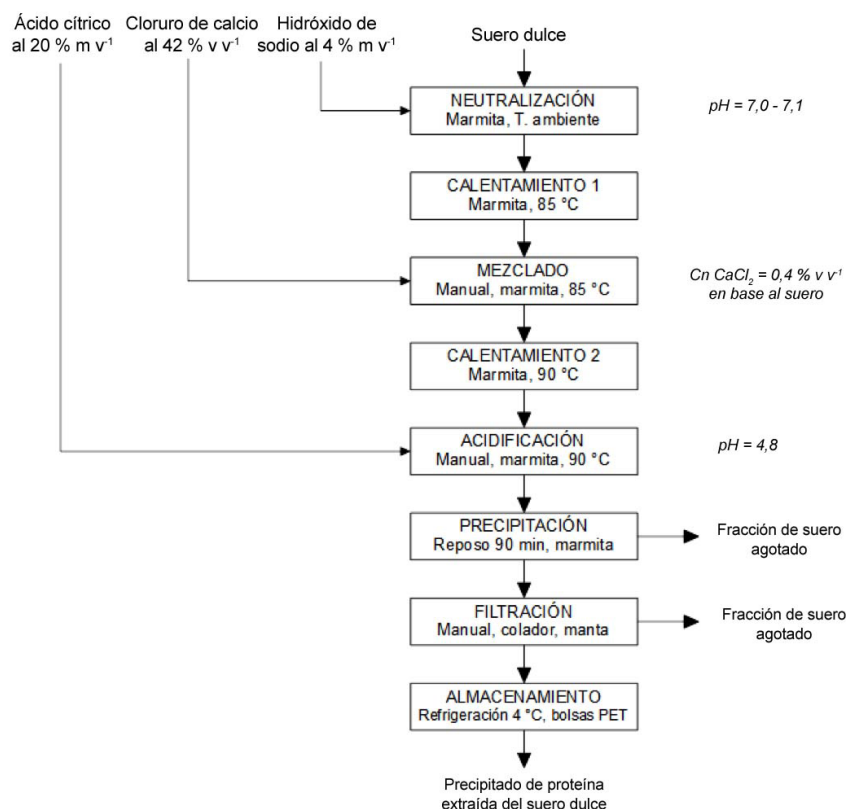 Ácido cítrico
al 20 % m v⁻¹
Cloruro de calcio
al 42 % v v⁻¹
Hidróxido de
sodio al 4 % m v⁻¹
Suero dulce
NEUTRALIZACIÓN
Marmita, T. ambiente
pH = 7,0 - 7,1
CALENTAMIENTO 1
Marmita, 85 °C
MEZCLADO
Manual, marmita, 85 °C
Cn CaCl₂ = 0,4 % v v⁻¹
en base al suero
CALENTAMIENTO 2
Marmita, 90 °C
ACIDIFICACIÓN
Manual, marmita, 90 °C
pH = 4,8
PRECIPITACIÓN
Reposo 90 min, marmita
Fracción de suero
agotado
FILTRACIÓN
Manual, colador, manta
Fracción de suero
agotado
ALMACENAMIENTO
Refrigeración 4 °C, bolsas PET
Precipitado de proteína
extraída del suero dulce